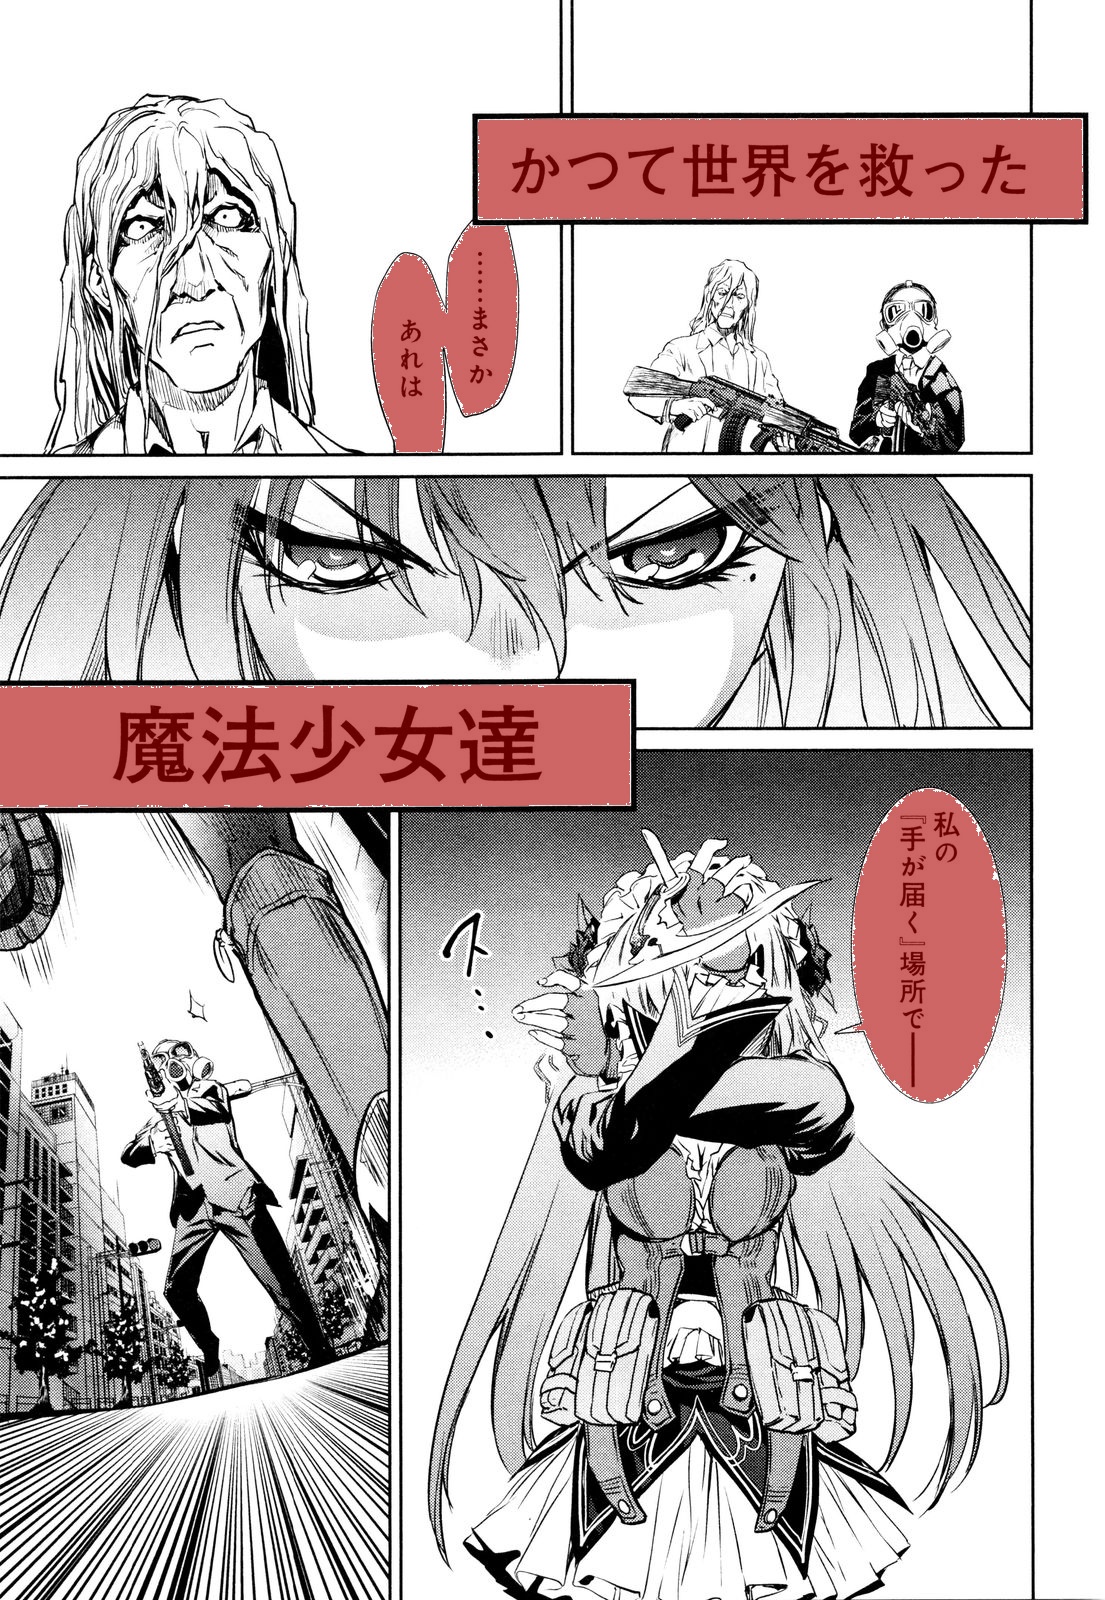 かつて世界を救った
……まさか
あれは
魔法少女達
私の
『手が届く』場所で──
ス…